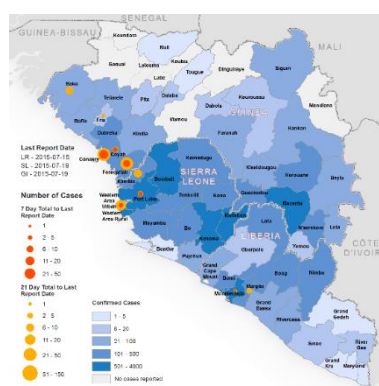 SENEGAL
GUINEA-BISSAU
MALI
Koundara
Mali
Koubia
Gaoual
Lelouma
Tougue
Labe
Dinguiraye
Siguiri
Boke
Telimele
Pita
Dalaba
Kouroussa
Mandiana
Dabola
GUINEA
Boffa
Fria
Mamou
Dubreka
Kindia
Faranah
Kankan
Conakry
Coyah
Forecariah
Kambia
Koinadugu
Kissidougou
Kerouane
Beyla
SIERRA
LEONE
Bombali
Port Loko
Tonkolili
Kono
Gueckedou
Western
Area
Urban
Western
Area Rural
Moyamba
Bo
Kenema
Kailahun
Macenta
Lola
Bonthe
Pujehun
Lofa
Yomou
CÔTE
D'IVOIRE
LIBERIA
Gbarpolu
Grand
Cape
Mount
Bomi
Bong
Nimba
Margibi
Montserrado
Grand
Bassa
Rivercess
Grand
Gedeh
Sinoe
River
Gee
Grand
Kru
Maryland
Last Report Date
LR - 2015-07-15
SL - 2015-07-19
GI - 2015-07-19
Number of Cases
7 Day Total to Last
Report Date
1
2 - 5
6 - 10
11 - 20
21 - 50
21 Day Total to Last
Report Date
1
2 - 5
6 - 10
11 - 20
21 - 50
51 - 150
Confirmed Cases
1 - 5
6 - 20
21 - 100
101 - 500
501 - 4000
No cases reported